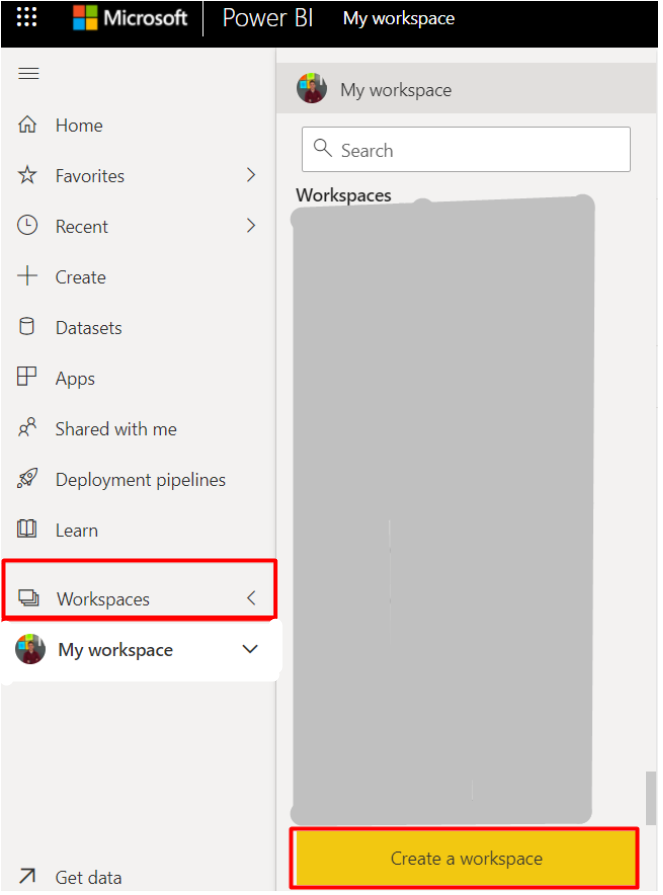 Microsoft Power BI My workspace
Home
Favorites
Recent
Create
Datasets
Apps
Shared with me
Deployment pipelines
Learn
Workspaces
My workspace
Get data
My workspace
Search
Workspaces
Create a workspace